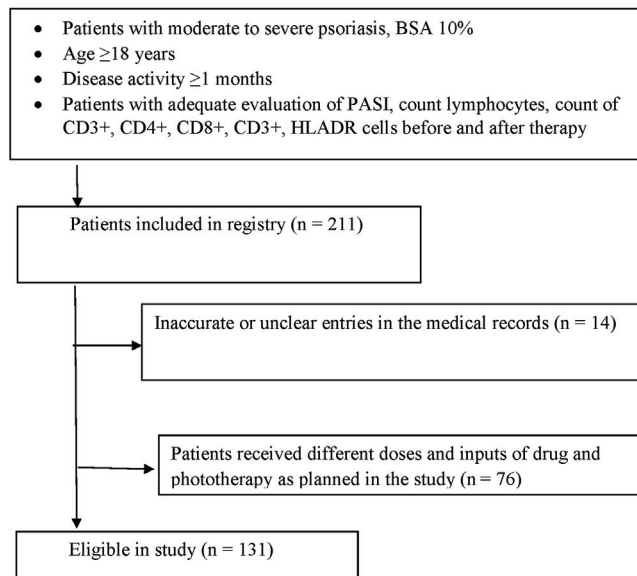 • Patients with moderate to severe psoriasis, BSA 10%
• Age ≥18 years
• Disease activity ≥1 months
• Patients with adequate evaluation of PASI, count lymphocytes, count of
CD3+, CD4+, CD8+, CD3+, HLADR cells before and after therapy
Patients included in registry (n = 211)
Inaccurate or unclear entries in the medical records (n = 14)
Patients received different doses and inputs of drug and
phototherapy as planned in the study (n = 76)
Eligible in study (n = 131)